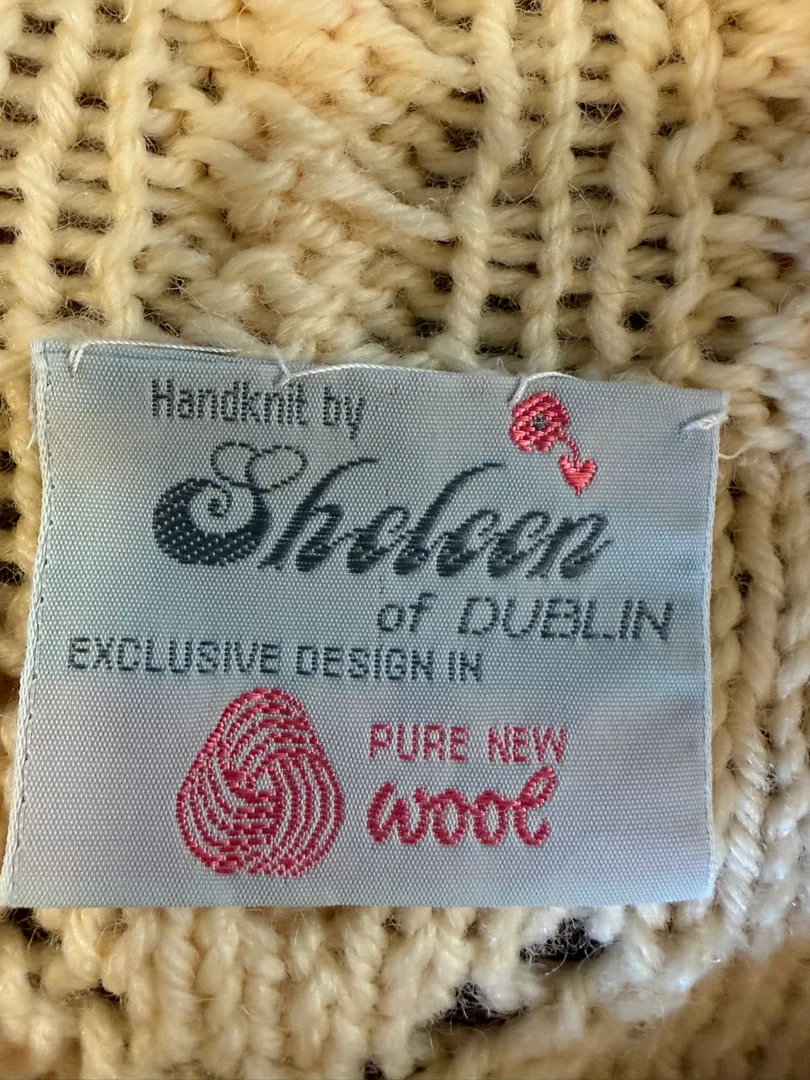 Handknit by
Sheleen
of DUBLIN
EXCLUSIVE DESIGN IN
PURE NEW
wool